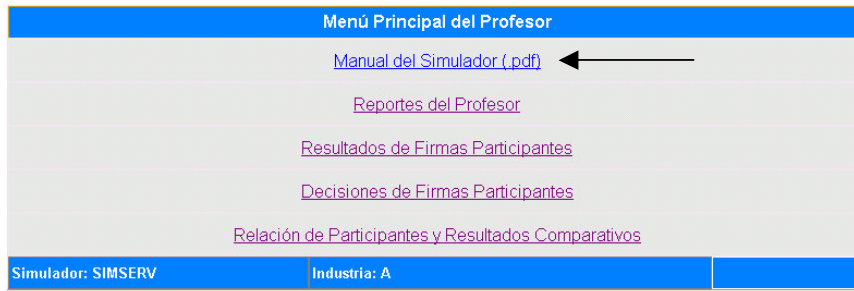 Menú Principal del Profesor
Manual del Simulador (.pdf)
Reportes del Profesor
Resultados de Firmas Participantes
Decisiones de Firmas Participantes
Relación de Participantes y Resultados Comparativos
Simulador: SIMSERV Industria: A